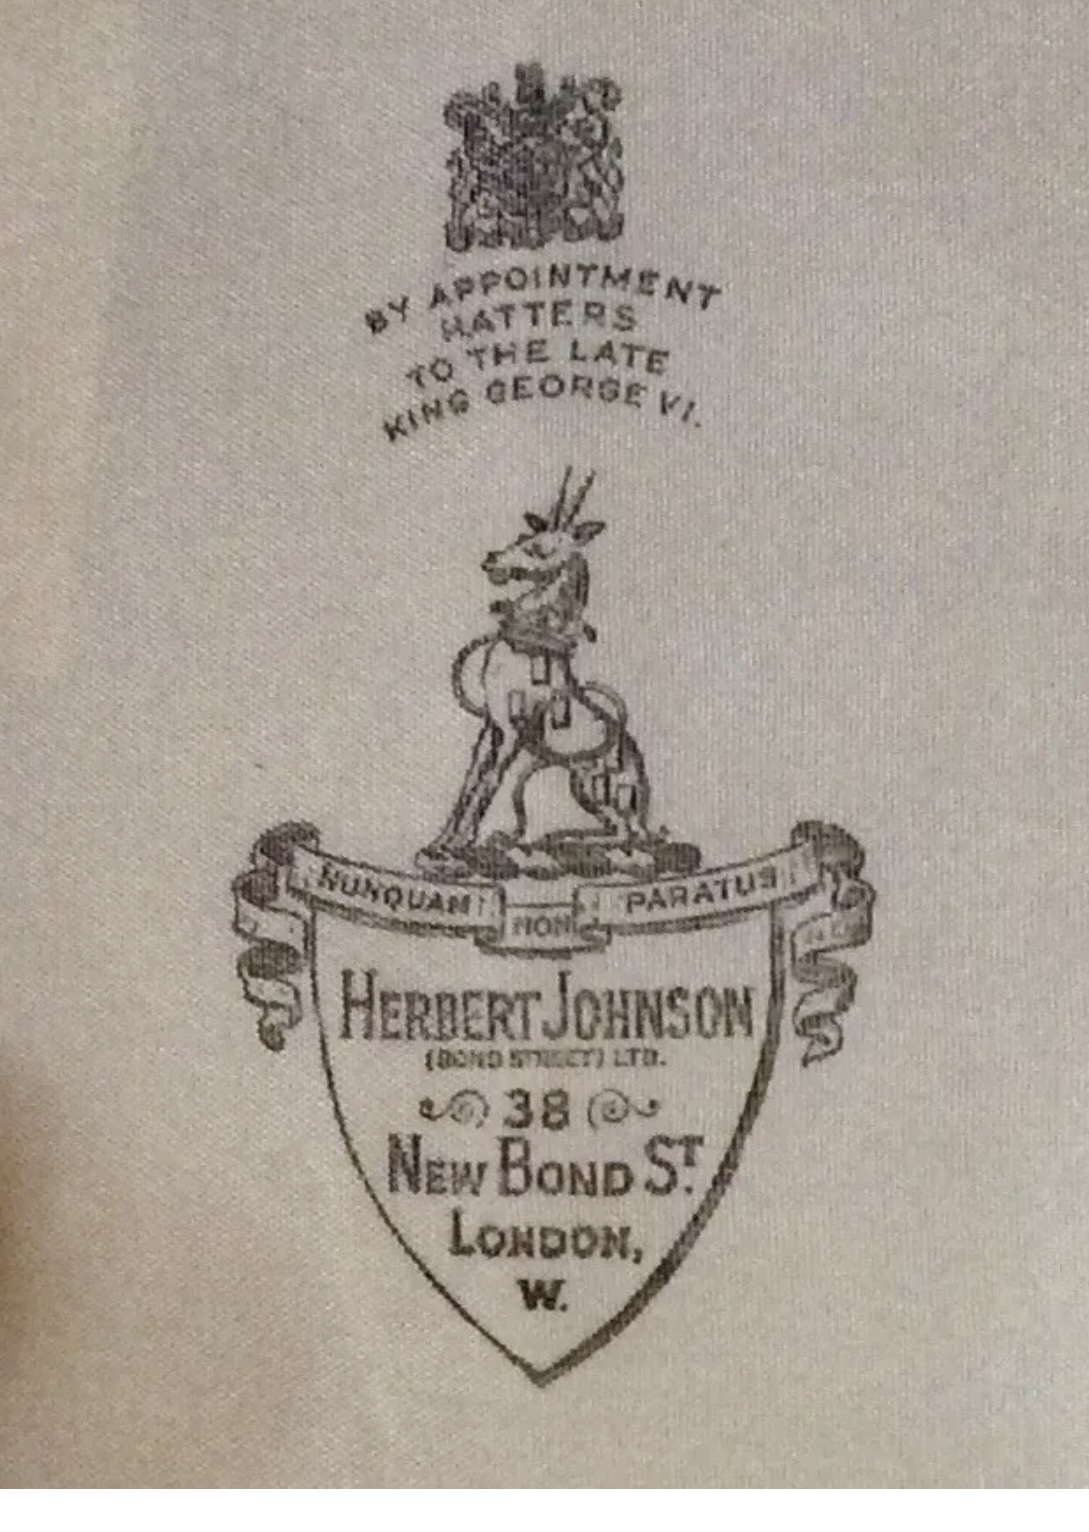 BY APPOINTMENT
HATTERS
TO THE LATE
KING GEORGE VI.
NUNQUAM NON PARATUS
HERBERT JOHNSON
(BOND STREET) LTD.
38
NEW BOND ST.
LONDON,
W.